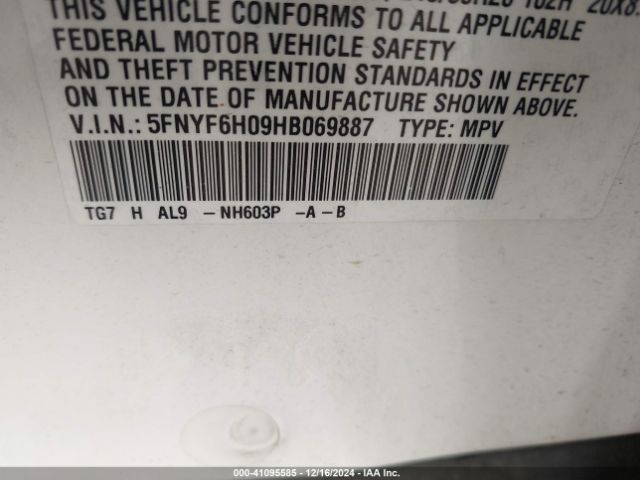 THIS VEHICLE CONFORMS TO ALL APPLICABLE
FEDERAL MOTOR VEHICLE SAFETY
AND THEFT PREVENTION STANDARDS IN EFFECT
ON THE DATE OF MANUFACTURE SHOWN ABOVE.
V.I.N.: 5FNYF6H09HB069887 TYPE: MPV
TG7 H AL9 - NH603P -A - B
000-41095585 - 12/16/2024 - IAA Inc.